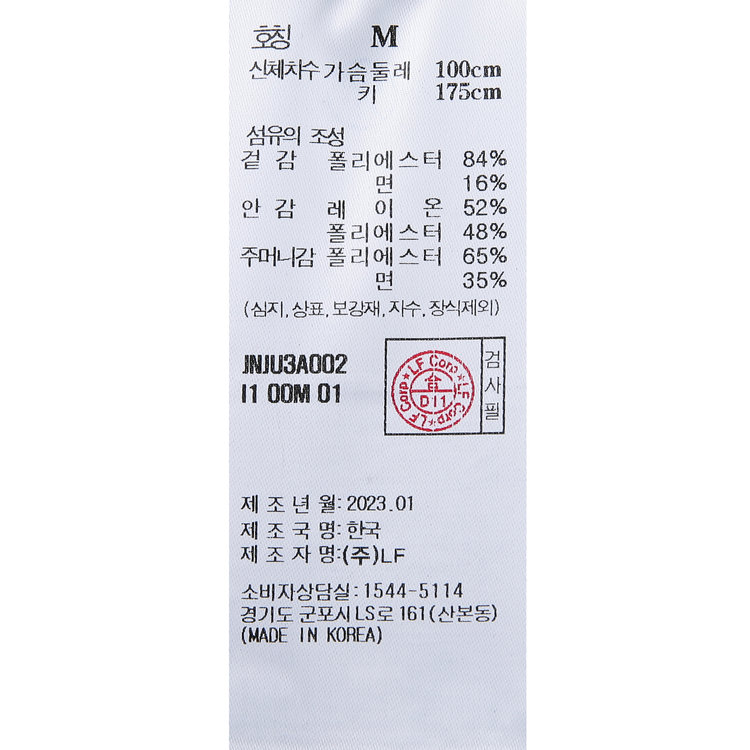 호칭 M
신체치수 가슴둘레 100cm
키 175cm
섬유의 조성
겉 감 폴리에스터 84%
면 16%
안 감 레 이 온 52%
폴리에스터 48%
주머니감 폴리에스터 65%
면 35%
(심지, 상표, 보강재, 자수, 장식제외)
JNJU3A002
I1 00M 01
LF Corp★LF Corp★LF Corp★
합
DI1
검사필
제 조 년 월: 2023.01
제 조 국 명: 한국
제 조 자 명: (주)LF
소비자상담실: 1544-5114
경기도 군포시 LS로 161(산본동)
(MADE IN KOREA)